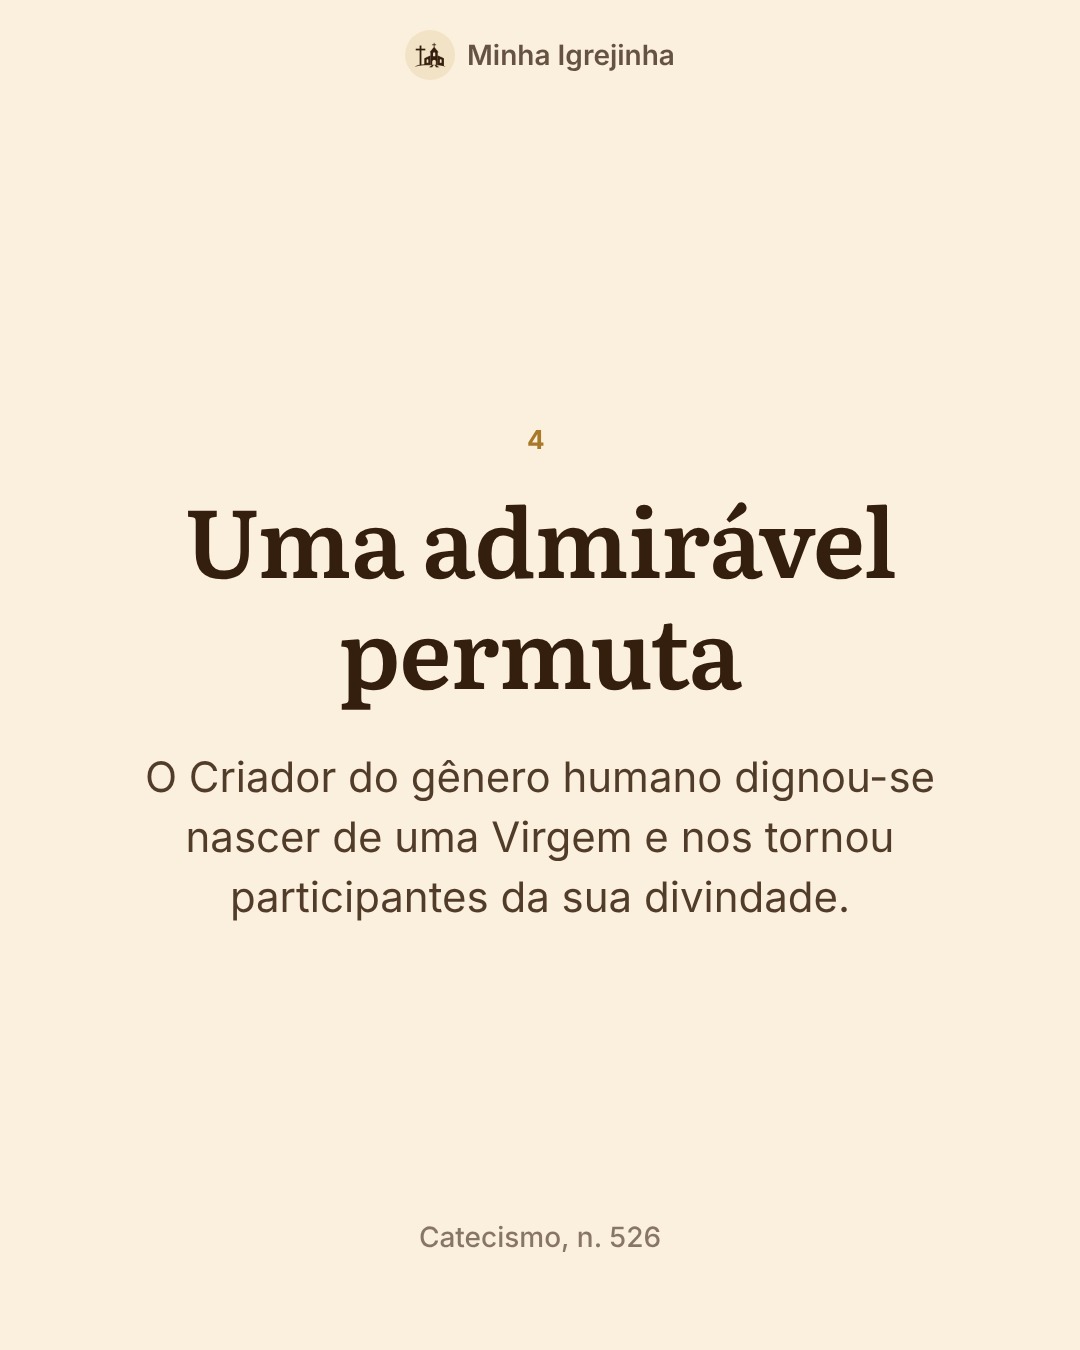 Minha Igrejinha
4
Uma admirável
permuta
O Criador do gênero humano dignou-se
nascer de uma Virgem e nos tornou
participantes da sua divindade.
Catecismo, n. 526